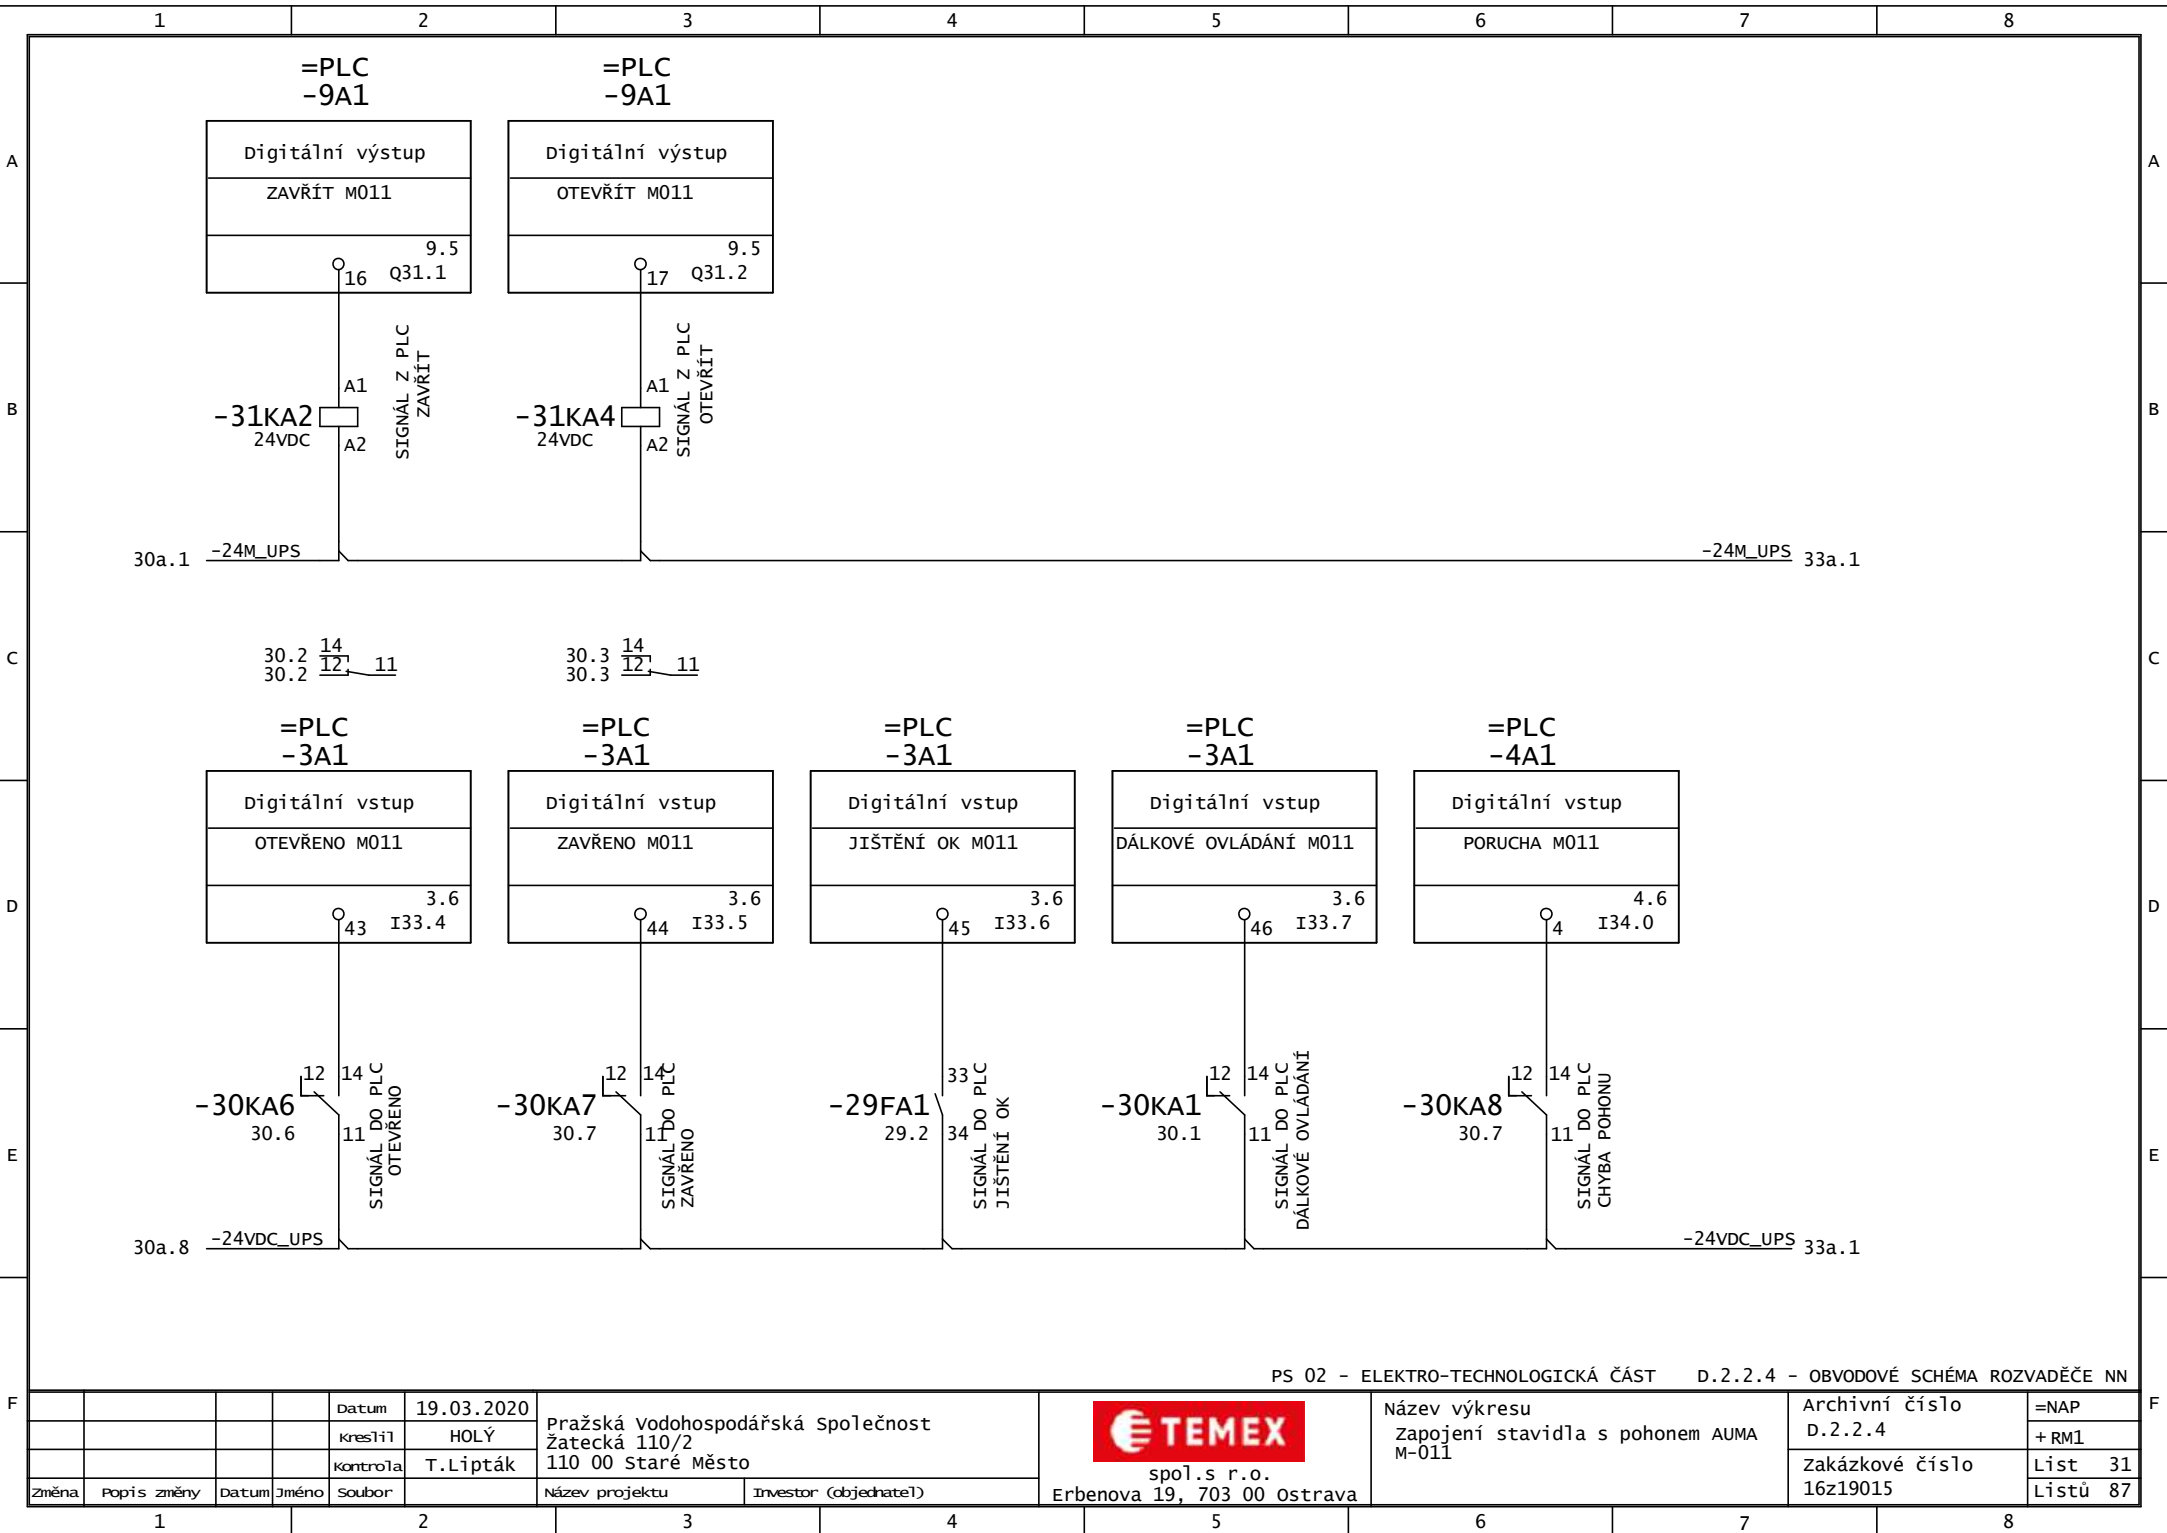 1 2 3 4 5 6 7 8
=PLC
-9A1
=PLC
-9A1
A
A
Digitální výstup
ZAVŘÍT M011
9.5
16 Q31.1
Digitální výstup
OTEVŘÍT M011
9.5
17 Q31.2
B
B
A1
-31KA2
24VDC
A2
SIGNÁL Z PLC
ZAVŘÍT
A1
-31KA4
24VDC
A2
SIGNÁL Z PLC
OTEVŘÍT
30a.1 -24M_UPS
-24M_UPS 33a.1
C
C
30.2 14
30.2 12 11
30.3 14
30.3 12 11
=PLC
-3A1
=PLC
-3A1
=PLC
-3A1
=PLC
-3A1
=PLC
-4A1
D
D
Digitální vstup
OTEVŘENO M011
3.6
43 I33.4
Digitální vstup
ZAVŘENO M011
3.6
44 I33.5
Digitální vstup
JIŠTĚNÍ OK M011
3.6
45 I33.6
Digitální vstup
DÁLKOVÉ OVLÁDÁNÍ M011
3.6
46 I33.7
Digitální vstup
PORUCHA M011
4.6
4 I34.0
E
E
12 14
-30KA6
30.6 11
SIGNÁL DO PLC
OTEVŘENO
12 14
-30KA7
30.7 11
SIGNÁL DO PLC
ZAVŘENO
33
-29FA1
29.2 34
SIGNÁL DO PLC
JIŠTĚNÍ OK
12 14
-30KA1
30.1 11
SIGNÁL DO PLC
DÁLKOVÉ OVLÁDÁNÍ
12 14
-30KA8
30.7 11
SIGNÁL DO PLC
CHYBA POHONU
30a.8 -24VDC_UPS
-24VDC_UPS 33a.1
PS 02 - ELEKTRO-TECHNOLOGICKÁ ČÁST D.2.2.4 - OBVODOVÉ SCHÉMA ROZVADĚČE NN
F
F
Datum 19.03.2020
Kreslil HOLÝ
Kontrola T.Lipták
Změna Popis změny Datum Jméno Soubor
Pražská Vodohospodářská Společnost
Žatecká 110/2
110 00 Staré Město
Název projektu
Investor (objednatel)
TEMEX
spol.s r.o.
Erbenova 19, 703 00 Ostrava
Název výkresu
Zapojení stavidla s pohonem AUMA
M-011
Archivní číslo
D.2.2.4
Zakázkové číslo
16z19015
=NAP
+RM1
List 31
Listů 87
1 2 3 4 5 6 7 8